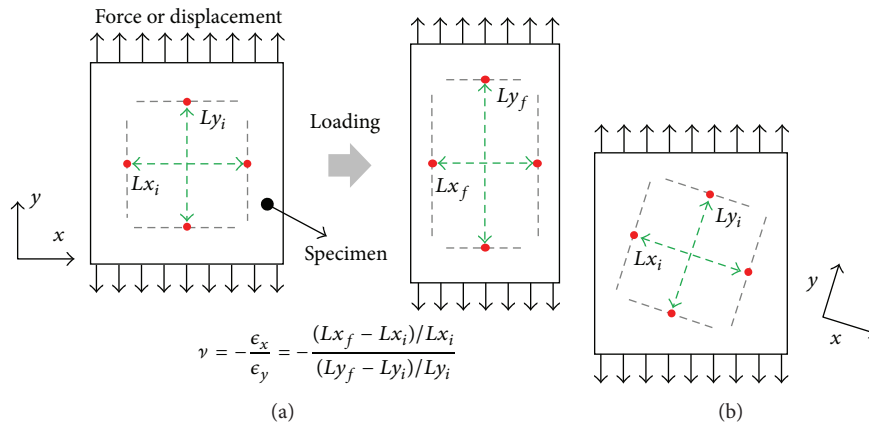 Force or displacement
Ly_i
Lx_i
y
x
Specimen
Loading
Ly_f
Lx_f
Ly_i
Lx_i
y
x
ν = −ϵ_x/ϵ_y = −((Lx_f − Lx_i)/Lx_i)/((Ly_f − Ly_i)/Ly_i)
(a)
(b)